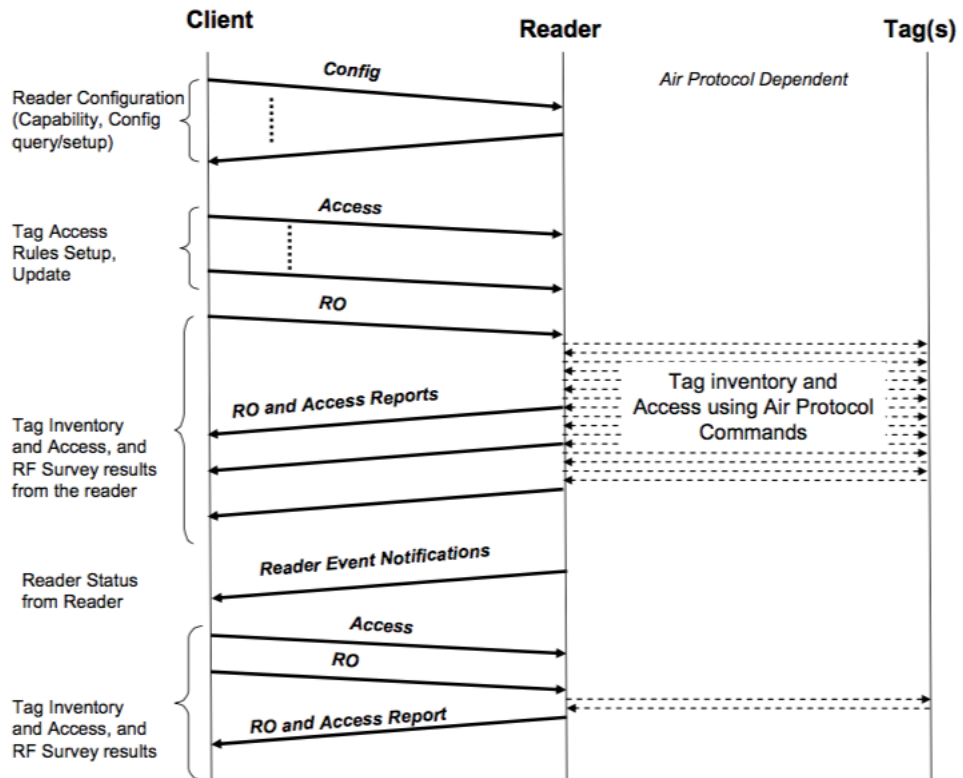 Client
Reader
Tag(s)
Config
Air Protocol Dependent
Reader Configuration
(Capability, Config
query/setup)
Access
Tag Access
Rules Setup,
Update
RO
Tag inventory and
Access using Air Protocol
Commands
RO and Access Reports
Tag Inventory
and Access, and
RF Survey results
from the reader
Reader Event Notifications
Reader Status
from Reader
Access
RO
Tag Inventory
and Access, and
RF Survey results
RO and Access Report